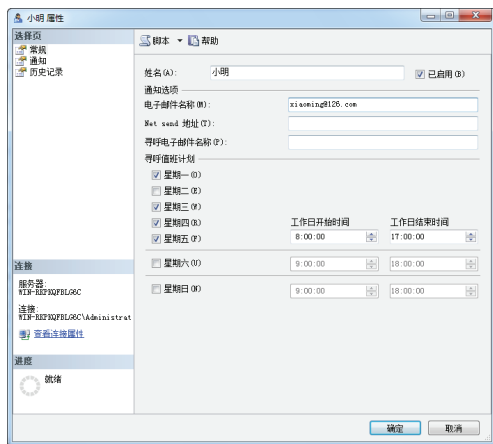 小明 属性
选择页
常规
通知
历史记录
脚本 帮助
姓名(A): 小明 已启用(B)
通知选项
电子邮件名称(M): xiaoming@126.com
Net send 地址(T):
寻呼电子邮件名称(P):
寻呼值班计划
星期一(O)
星期二(E)
星期三(W)
星期四(R) 工作日开始时间 工作日结束时间
星期五(F) 8:00:00 17:00:00
星期六(U) 9:00:00 18:00:00
星期日(N) 9:00:00 18:00:00
连接
服务器:
WIN-REPKQFBLG6C
连接:
WIN-REPKQFBLG6C\Administrat
查看连接属性
进度
就绪
确定 取消